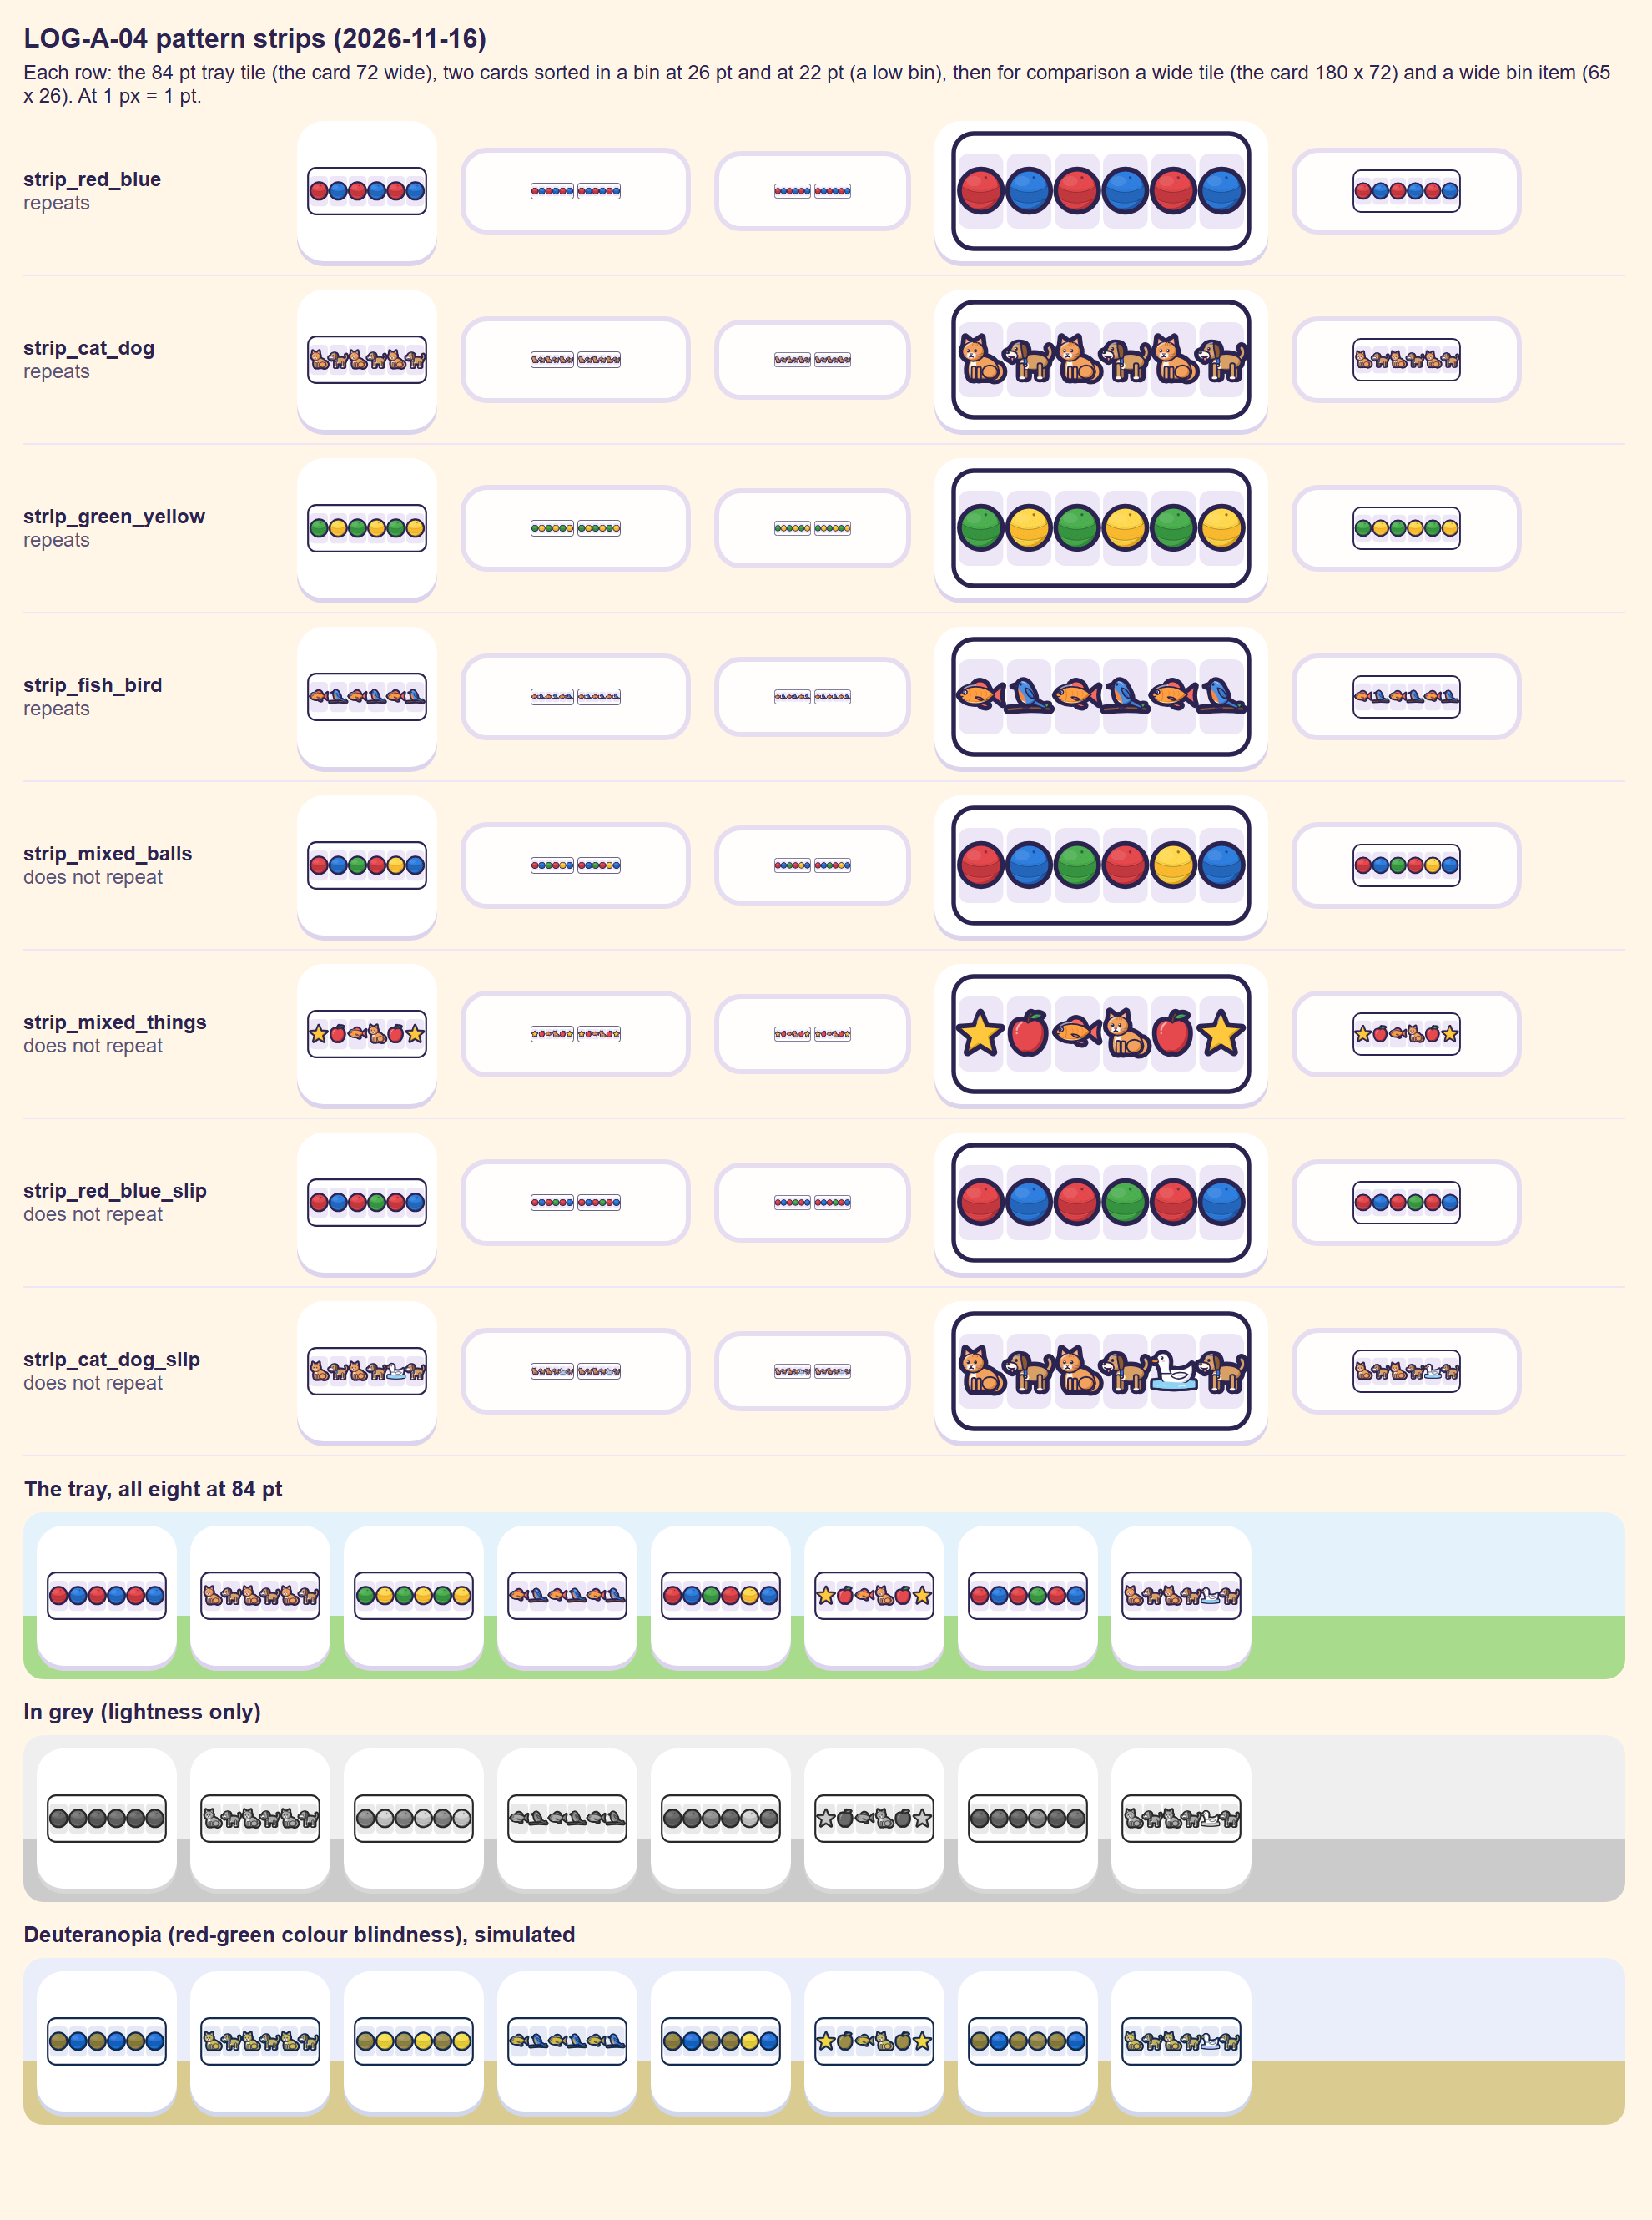 LOG-A-04 pattern strips (2026-11-16)
Each row: the 84 pt tray tile (the card 72 wide), two cards sorted in a bin at 26 pt and at 22 pt (a low bin), then for comparison a wide tile (the card 180 x 72) and a wide bin item (65
x 26). At 1 px = 1 pt.
strip_red_blue
repeats
strip_cat_dog
repeats
strip_green_yellow
repeats
strip_fish_bird
repeats
strip_mixed_balls
does not repeat
strip_mixed_things
does not repeat
strip_red_blue_slip
does not repeat
strip_cat_dog_slip
does not repeat
The tray, all eight at 84 pt
In grey (lightness only)
Deuteranopia (red-green colour blindness), simulated